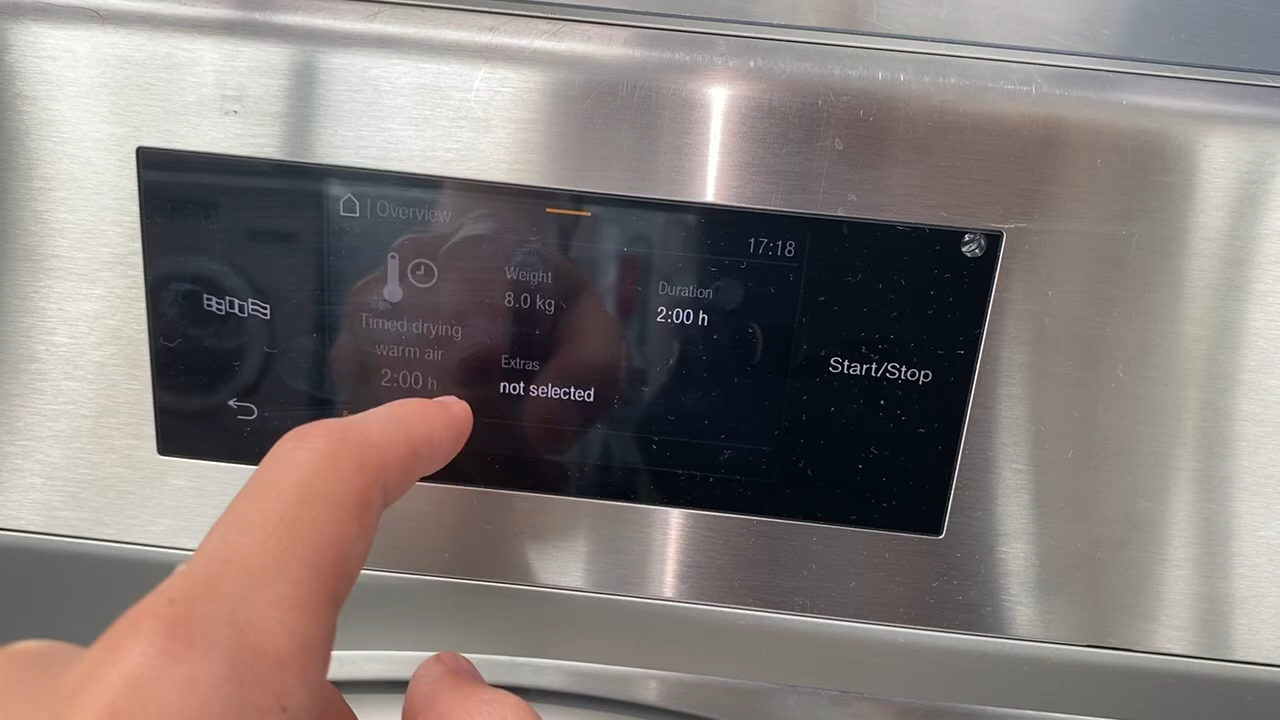 | Overview
17:18
Timed drying
warm air
2:00 h
Weight
8.0 kg
Extras
not selected
Duration
2:00 h
Start/Stop